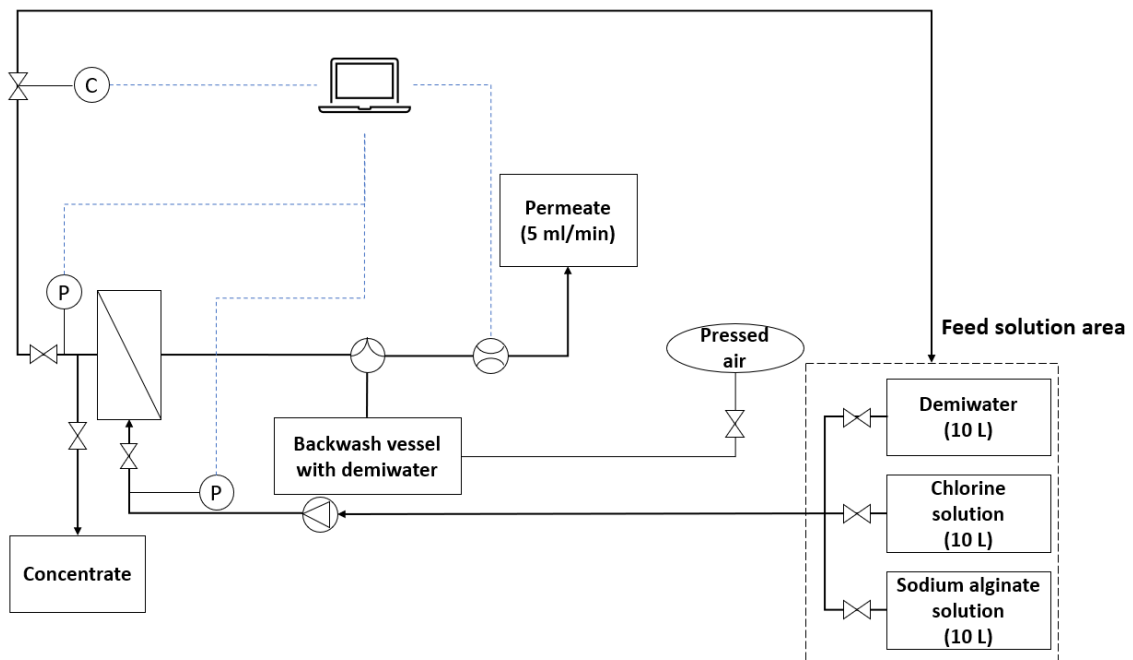 C
Permeate
(5 ml/min)
P
Feed solution area
Pressed
air
Demiwater
(10 L)
Backwash vessel
with demiwater
P
Chlorine
solution
(10 L)
Concentrate
Sodium alginate
solution
(10 L)